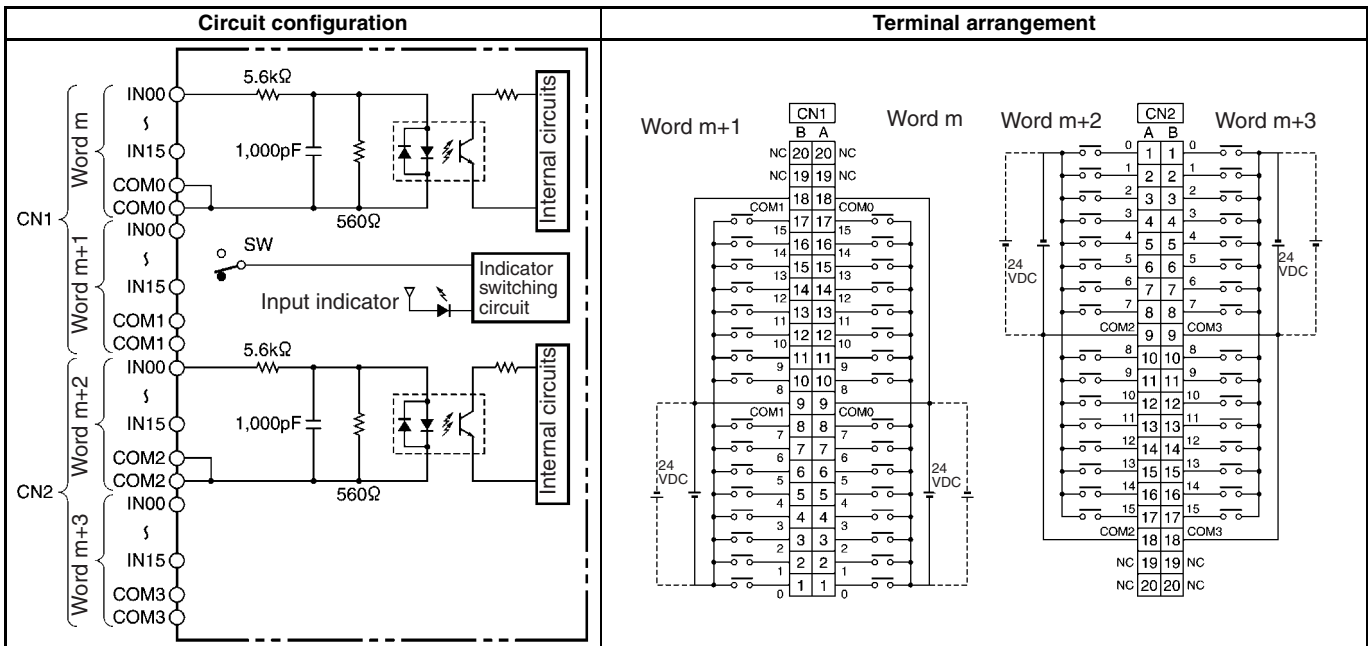 Circuit configuration
Terminal arrangement
CN1
Word m
IN00
IN15
COM0
COM0
Word m+1
IN00
IN15
COM1
COM1
CN2
Word m+2
IN00
IN15
COM2
COM2
Word m+3
IN00
IN15
COM3
COM3
5.6kΩ
1,000pF
560Ω
Internal circuits
SW
Input indicator
Indicator
switching
circuit
5.6kΩ
1,000pF
560Ω
Internal circuits
Word m+1
CN1
Word m
B A
NC 20 20 NC
NC 19 19 NC
18 18
COM1 COM0
17 17
15 15
16 16
14 14
15 15
13 13
14 14
12 12
13 13
11 11
12 12
10 10
11 11
9 9
10 10
8 8
9 9
COM1 COM0
8 8
7 7
7 7
6 6
6 6
5 5
5 5
4 4
4 4
3 3
3 3
2 2
2 2
1 1
1 1
0 0
24
VDC
24
VDC
Word m+2
CN2
Word m+3
A B
0 0
1 1
1 1
2 2
2 2
3 3
3 3
4 4
4 4
5 5
5 5
6 6
6 6
7 7
7 7
8 8
COM2 COM3
9 9
8 8
10 10
9 9
11 11
10 10
12 12
11 11
13 13
12 12
14 14
13 13
15 15
14 14
16 16
15 15
17 17
COM2 COM3
18 18
NC 19 19 NC
NC 20 20 NC
24
VDC
24
VDC